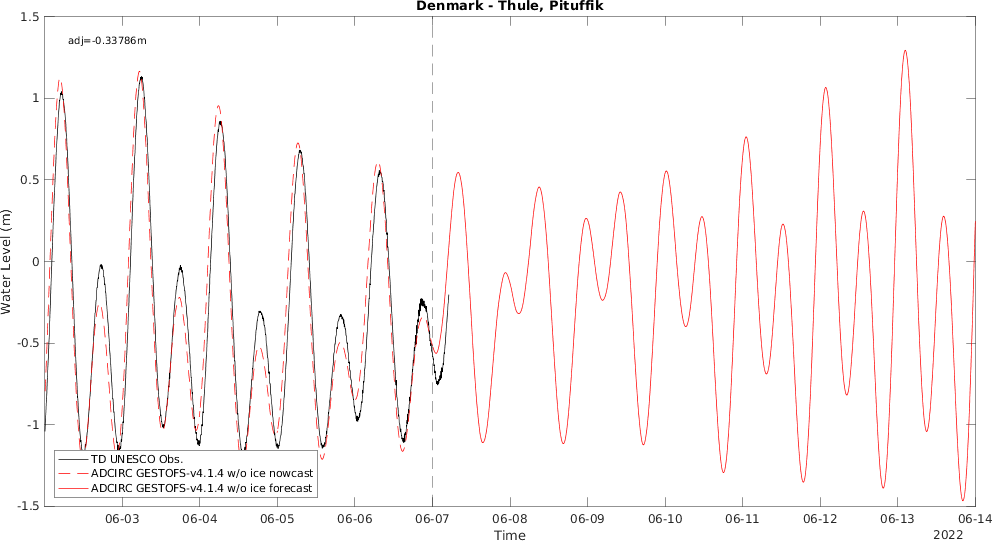 Denmark - Thule, Pituffik
adj=-0.33786m
1.5
1
0.5
0
-0.5
-1
-1.5
Water Level (m)
TD UNESCO Obs.
ADCIRC GESTOFS-v4.1.4 w/o ice nowcast
ADCIRC GESTOFS-v4.1.4 w/o ice forecast
06-03 06-04 06-05 06-06 06-07 06-08 06-09 06-10 06-11 06-12 06-13 06-14
Time
2022